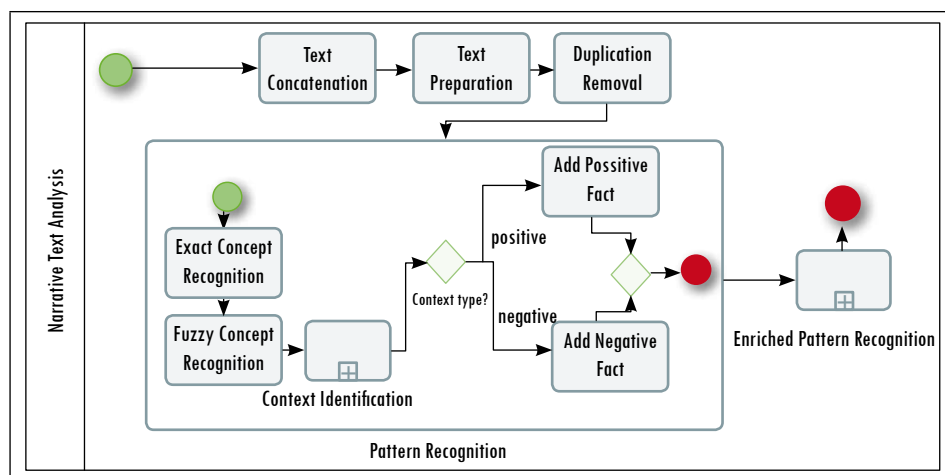 Narrative Text Analysis
Text
Concatenation
Text
Preparation
Duplication
Removal
Exact Concept
Recognition
Fuzzy Concept
Recognition
Context Identification
Context type?
positive
negative
Add Possitive
Fact
Add Negative
Fact
Pattern Recognition
Enriched Pattern Recognition